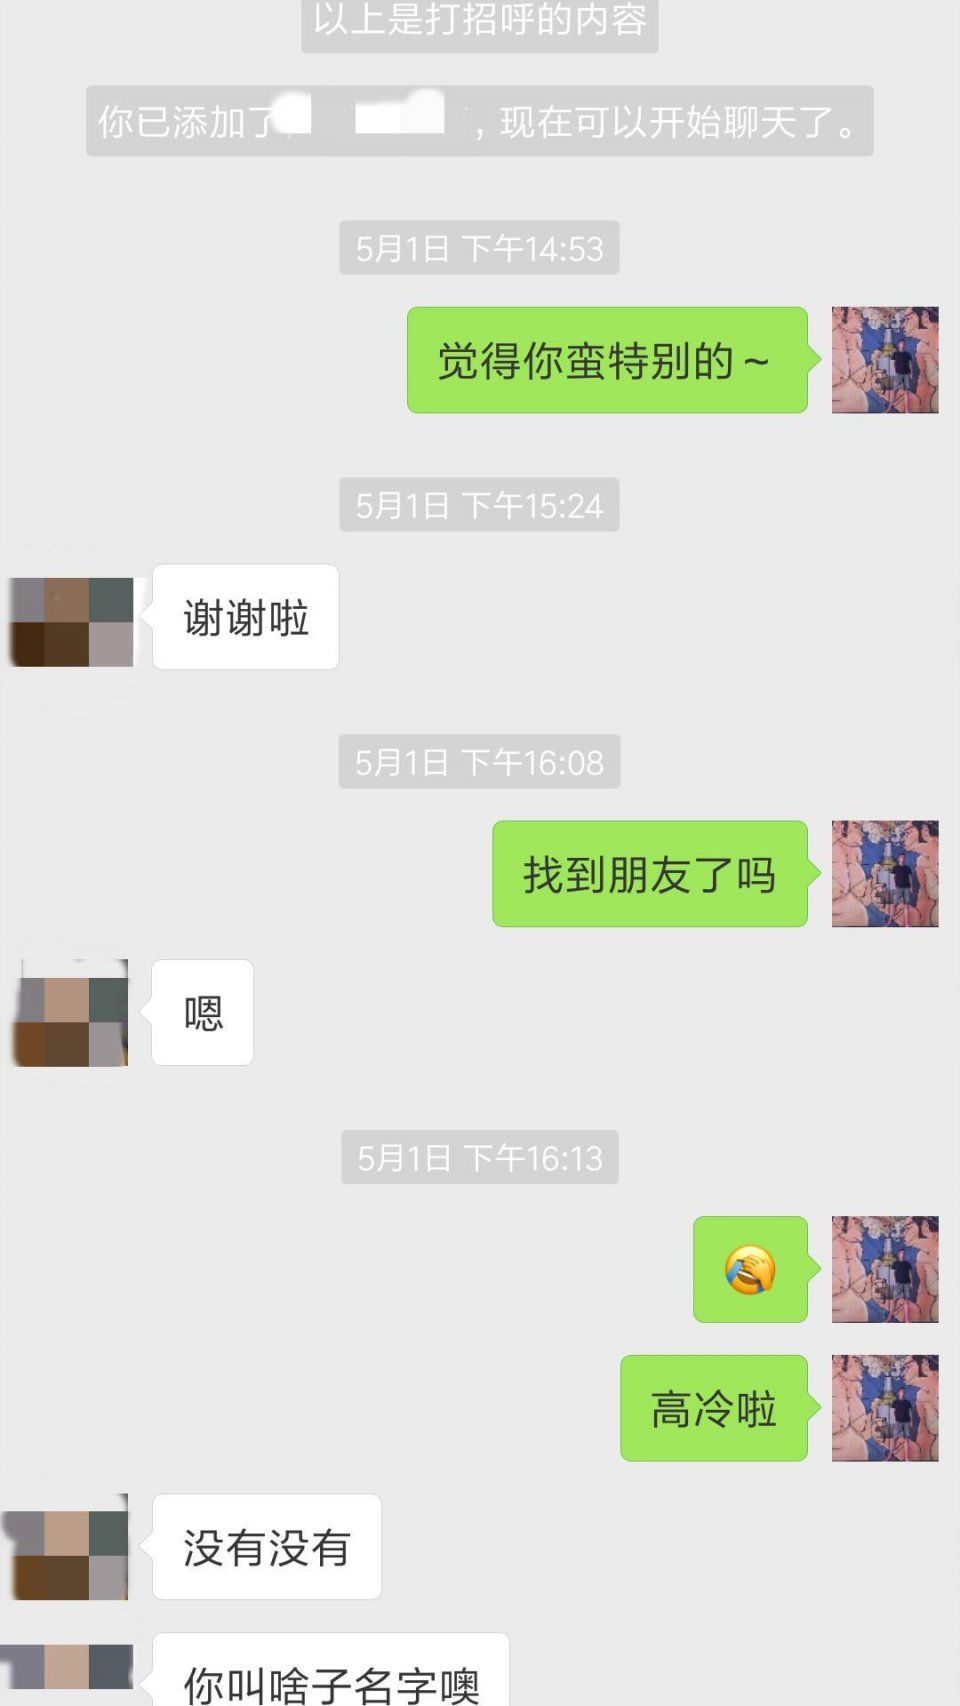 以上是打招呼的内容
你已添加了 ，现在可以开始聊天了。
5月1日 下午14:53
觉得你蛮特别的～
5月1日 下午15:24
谢谢啦
5月1日 下午16:08
找到朋友了吗
嗯
5月1日 下午16:13
高冷啦
没有没有
你叫啥子名字噢